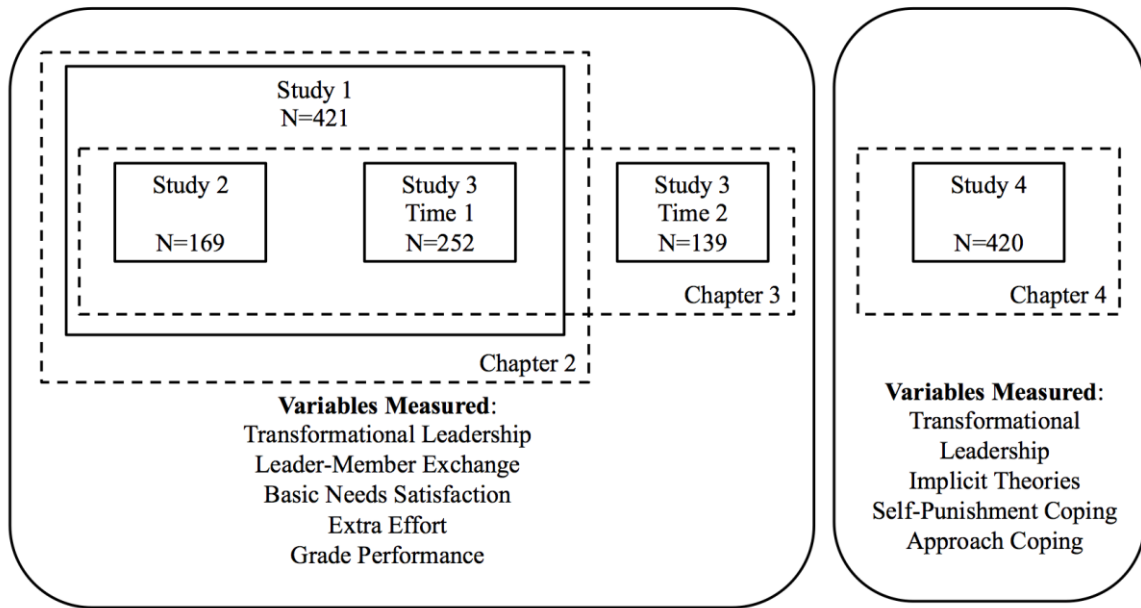 Study 1
N=421
Study 2
N=169
Study 3
Time 1
N=252
Study 3
Time 2
N=139
Chapter 3
Chapter 2
Variables Measured:
Transformational Leadership
Leader-Member Exchange
Basic Needs Satisfaction
Extra Effort
Grade Performance
Study 4
N=420
Chapter 4
Variables Measured:
Transformational
Leadership
Implicit Theories
Self-Punishment Coping
Approach Coping